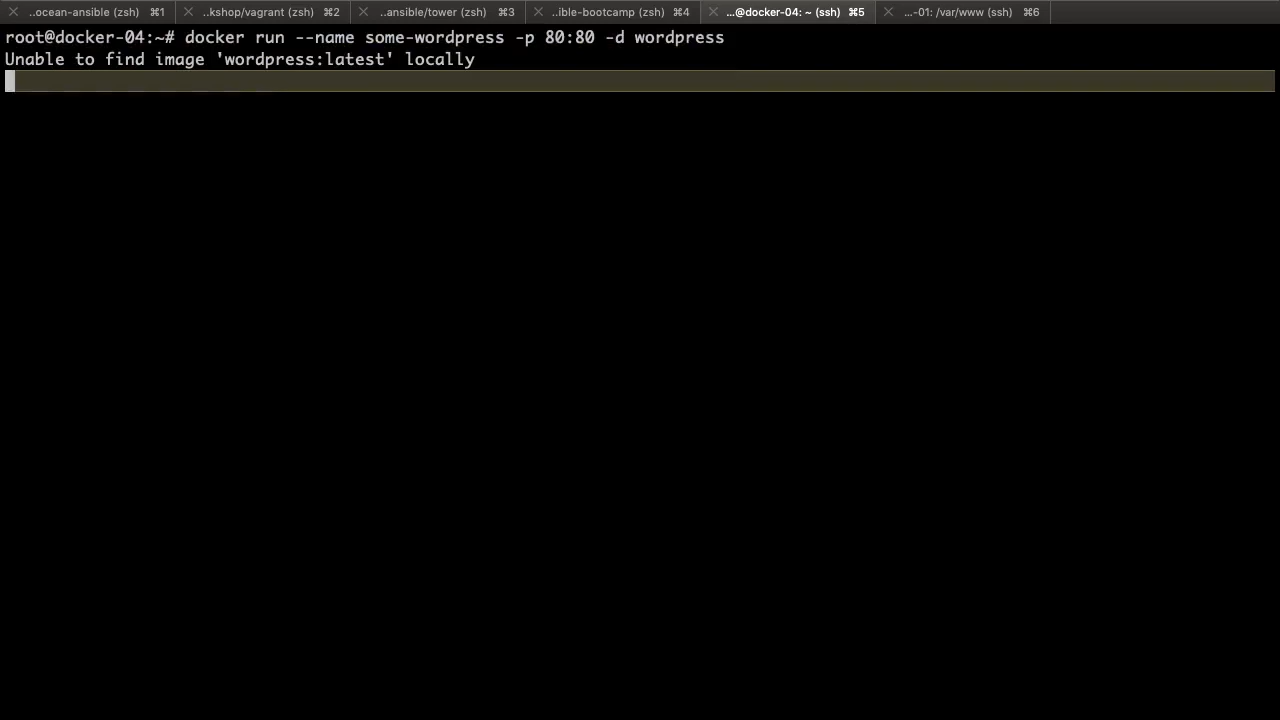 ..ocean-ansible (zsh) ⌘1 ..kshop/vagrant (zsh) ⌘2 ..ansible/tower (zsh) ⌘3 ..ible-bootcamp (zsh) ⌘4 ...@docker-04: ~ (ssh) ⌘5 ...-01: /var/www (ssh) ⌘6
root@docker-04:~# docker run --name some-wordpress -p 80:80 -d wordpress
Unable to find image 'wordpress:latest' locally